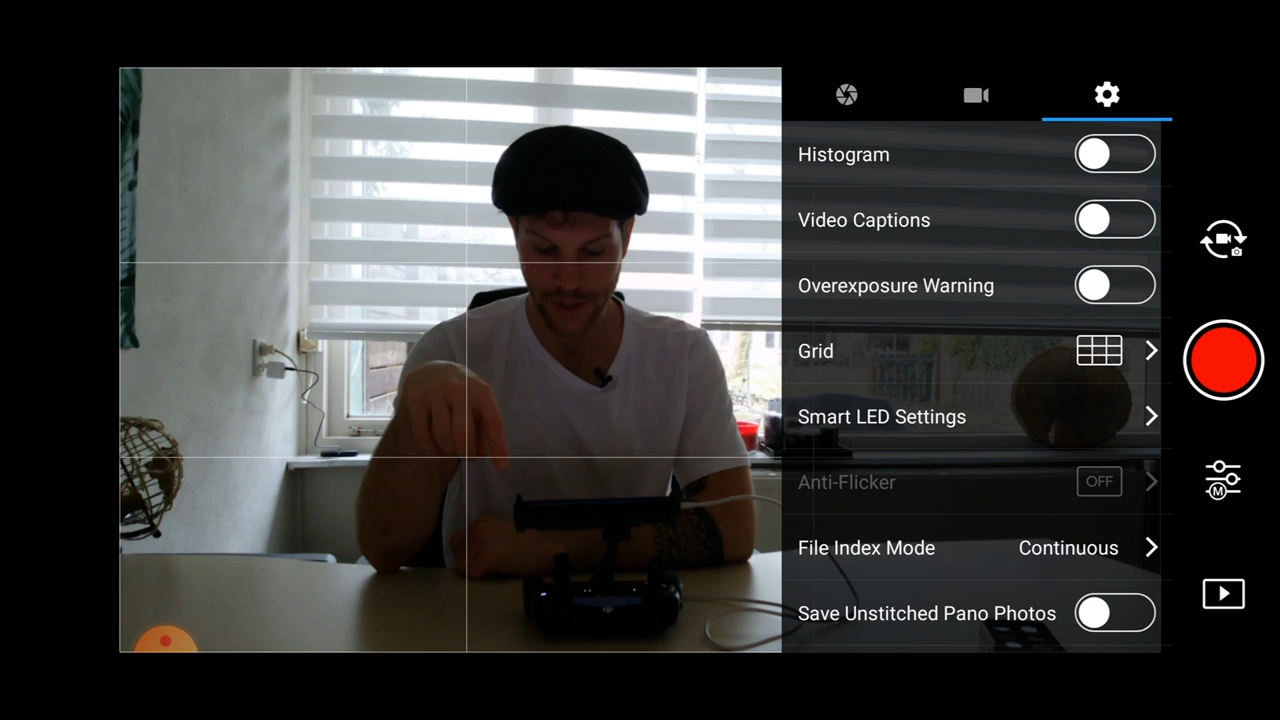 Histogram
Video Captions
Overexposure Warning
Grid
Smart LED Settings
Anti-Flicker OFF
File Index Mode Continuous
Save Unstitched Pano Photos
M